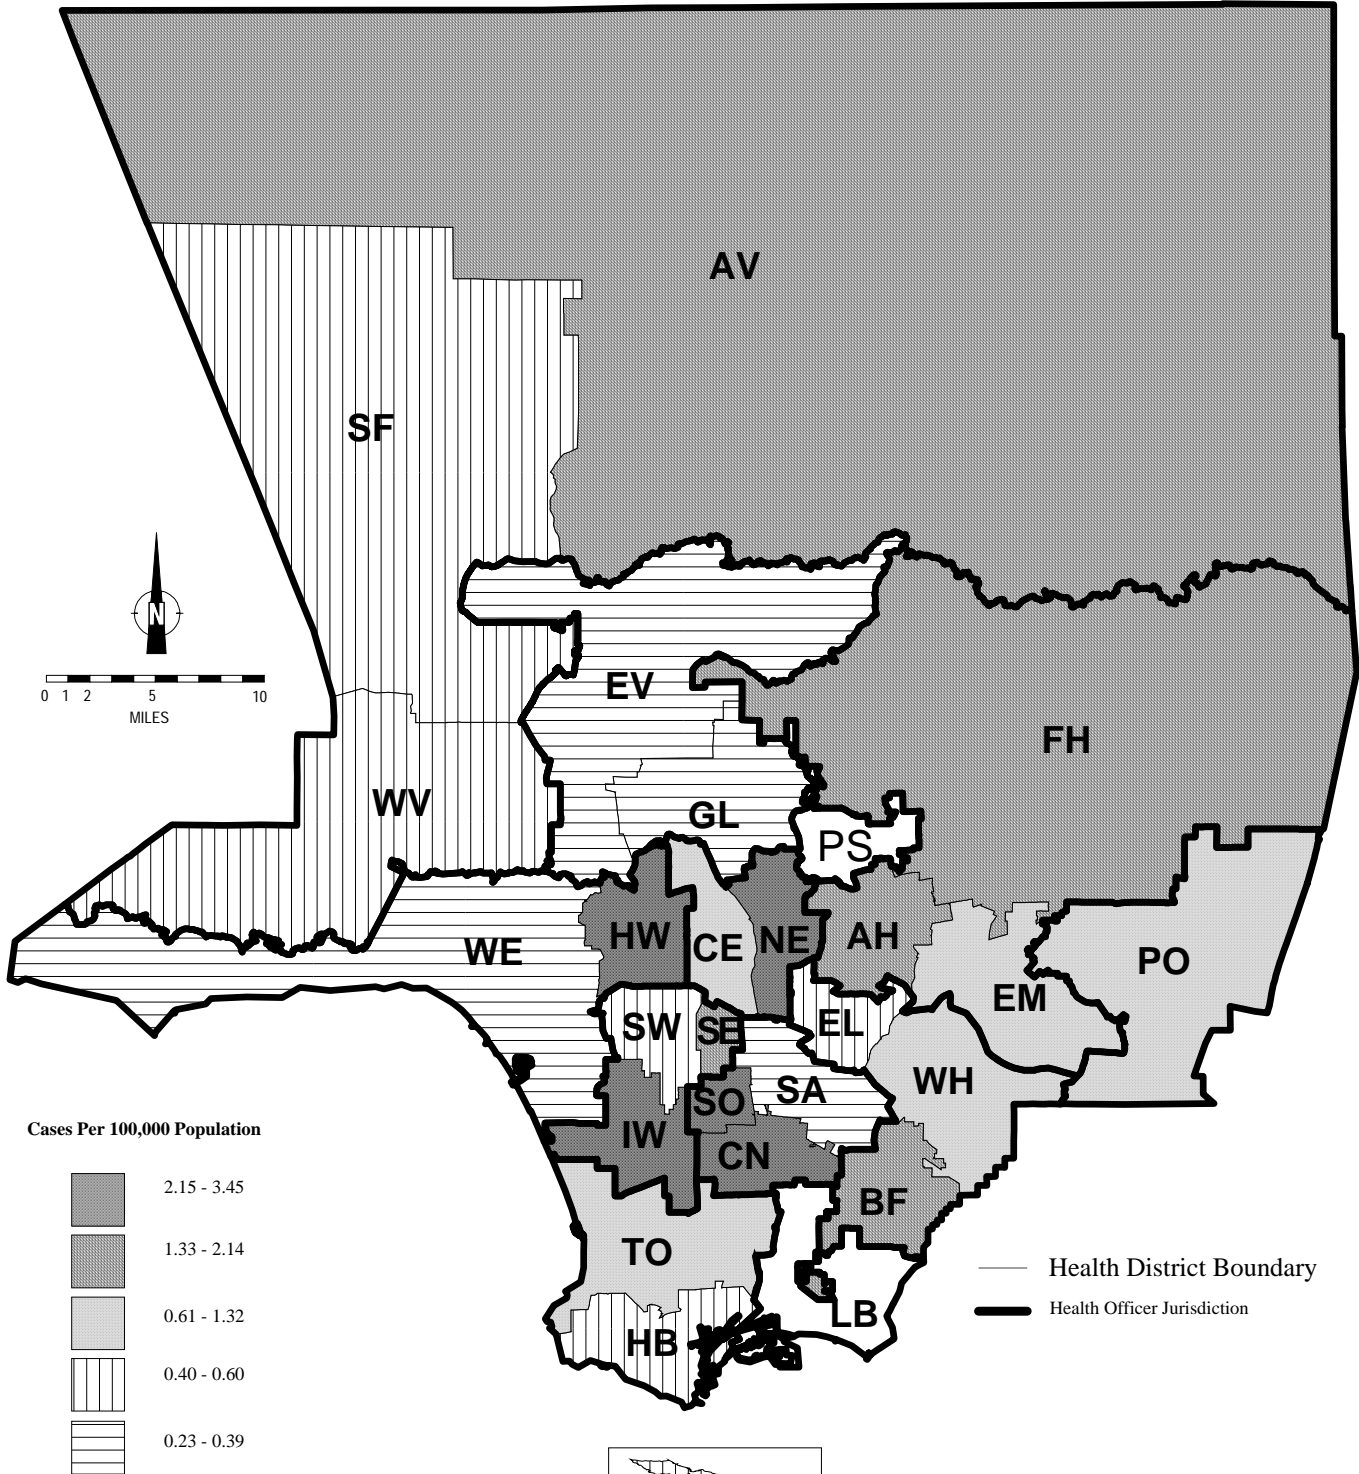 AV
SF
N
0 1 2 5 10
MILES
EV
FH
WV
GL
PS
HW
CE
NE
AH
WE
PO
EM
SW
SE
EL
SA
WH
SO
IW
CN
BF
TO
LB
HB
Cases Per 100,000 Population
2.15 - 3.45
1.33 - 2.14
0.61 - 1.32
0.40 - 0.60
0.23 - 0.39
Health District Boundary
Health Officer Jurisdiction